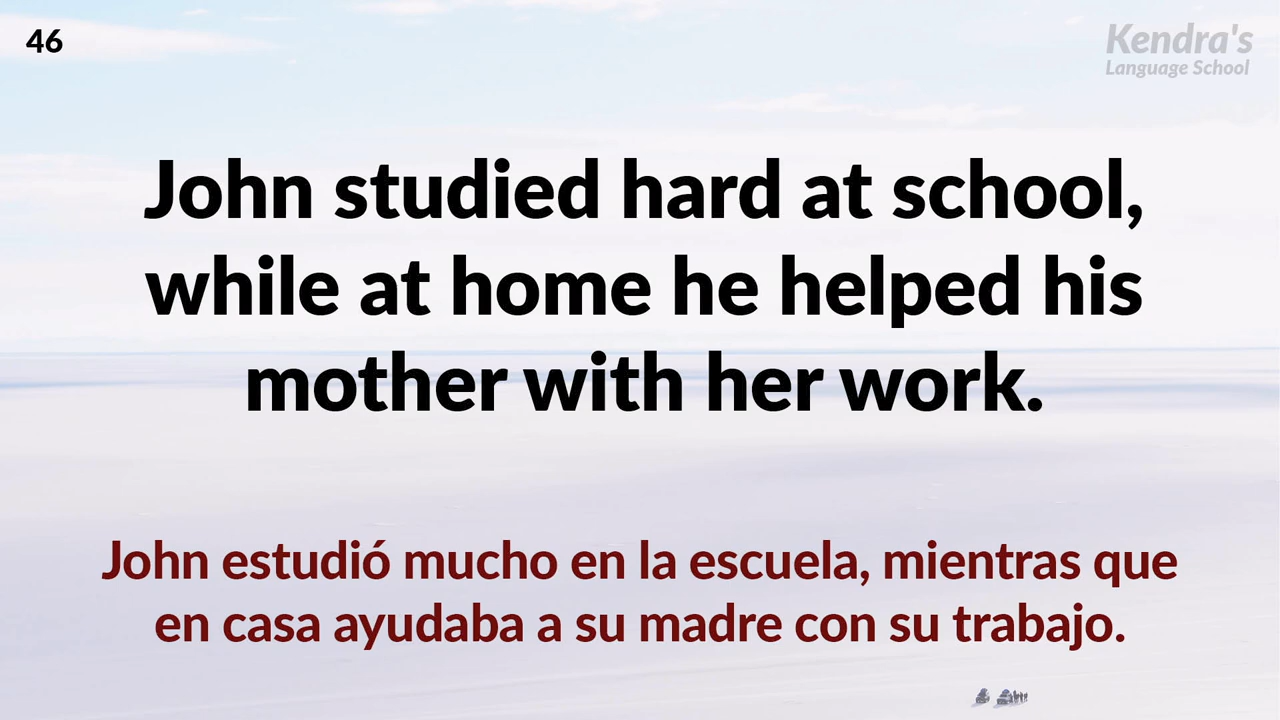 46
Kendra's
Language School
John studied hard at school,
while at home he helped his
mother with her work.
John estudió mucho en la escuela, mientras que
en casa ayudaba a su madre con su trabajo.